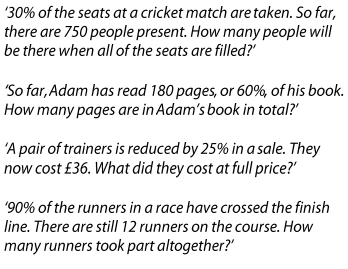 ‘30% of the seats at a cricket match are taken. So far,
there are 750 people present. How many people will
be there when all of the seats are filled?’
‘So far, Adam has read 180 pages, or 60%, of his book.
How many pages are in Adam’s book in total?’
‘A pair of trainers is reduced by 25% in a sale. They
now cost £36. What did they cost at full price?’
‘90% of the runners in a race have crossed the finish
line. There are still 12 runners on the course. How
many runners took part altogether?’